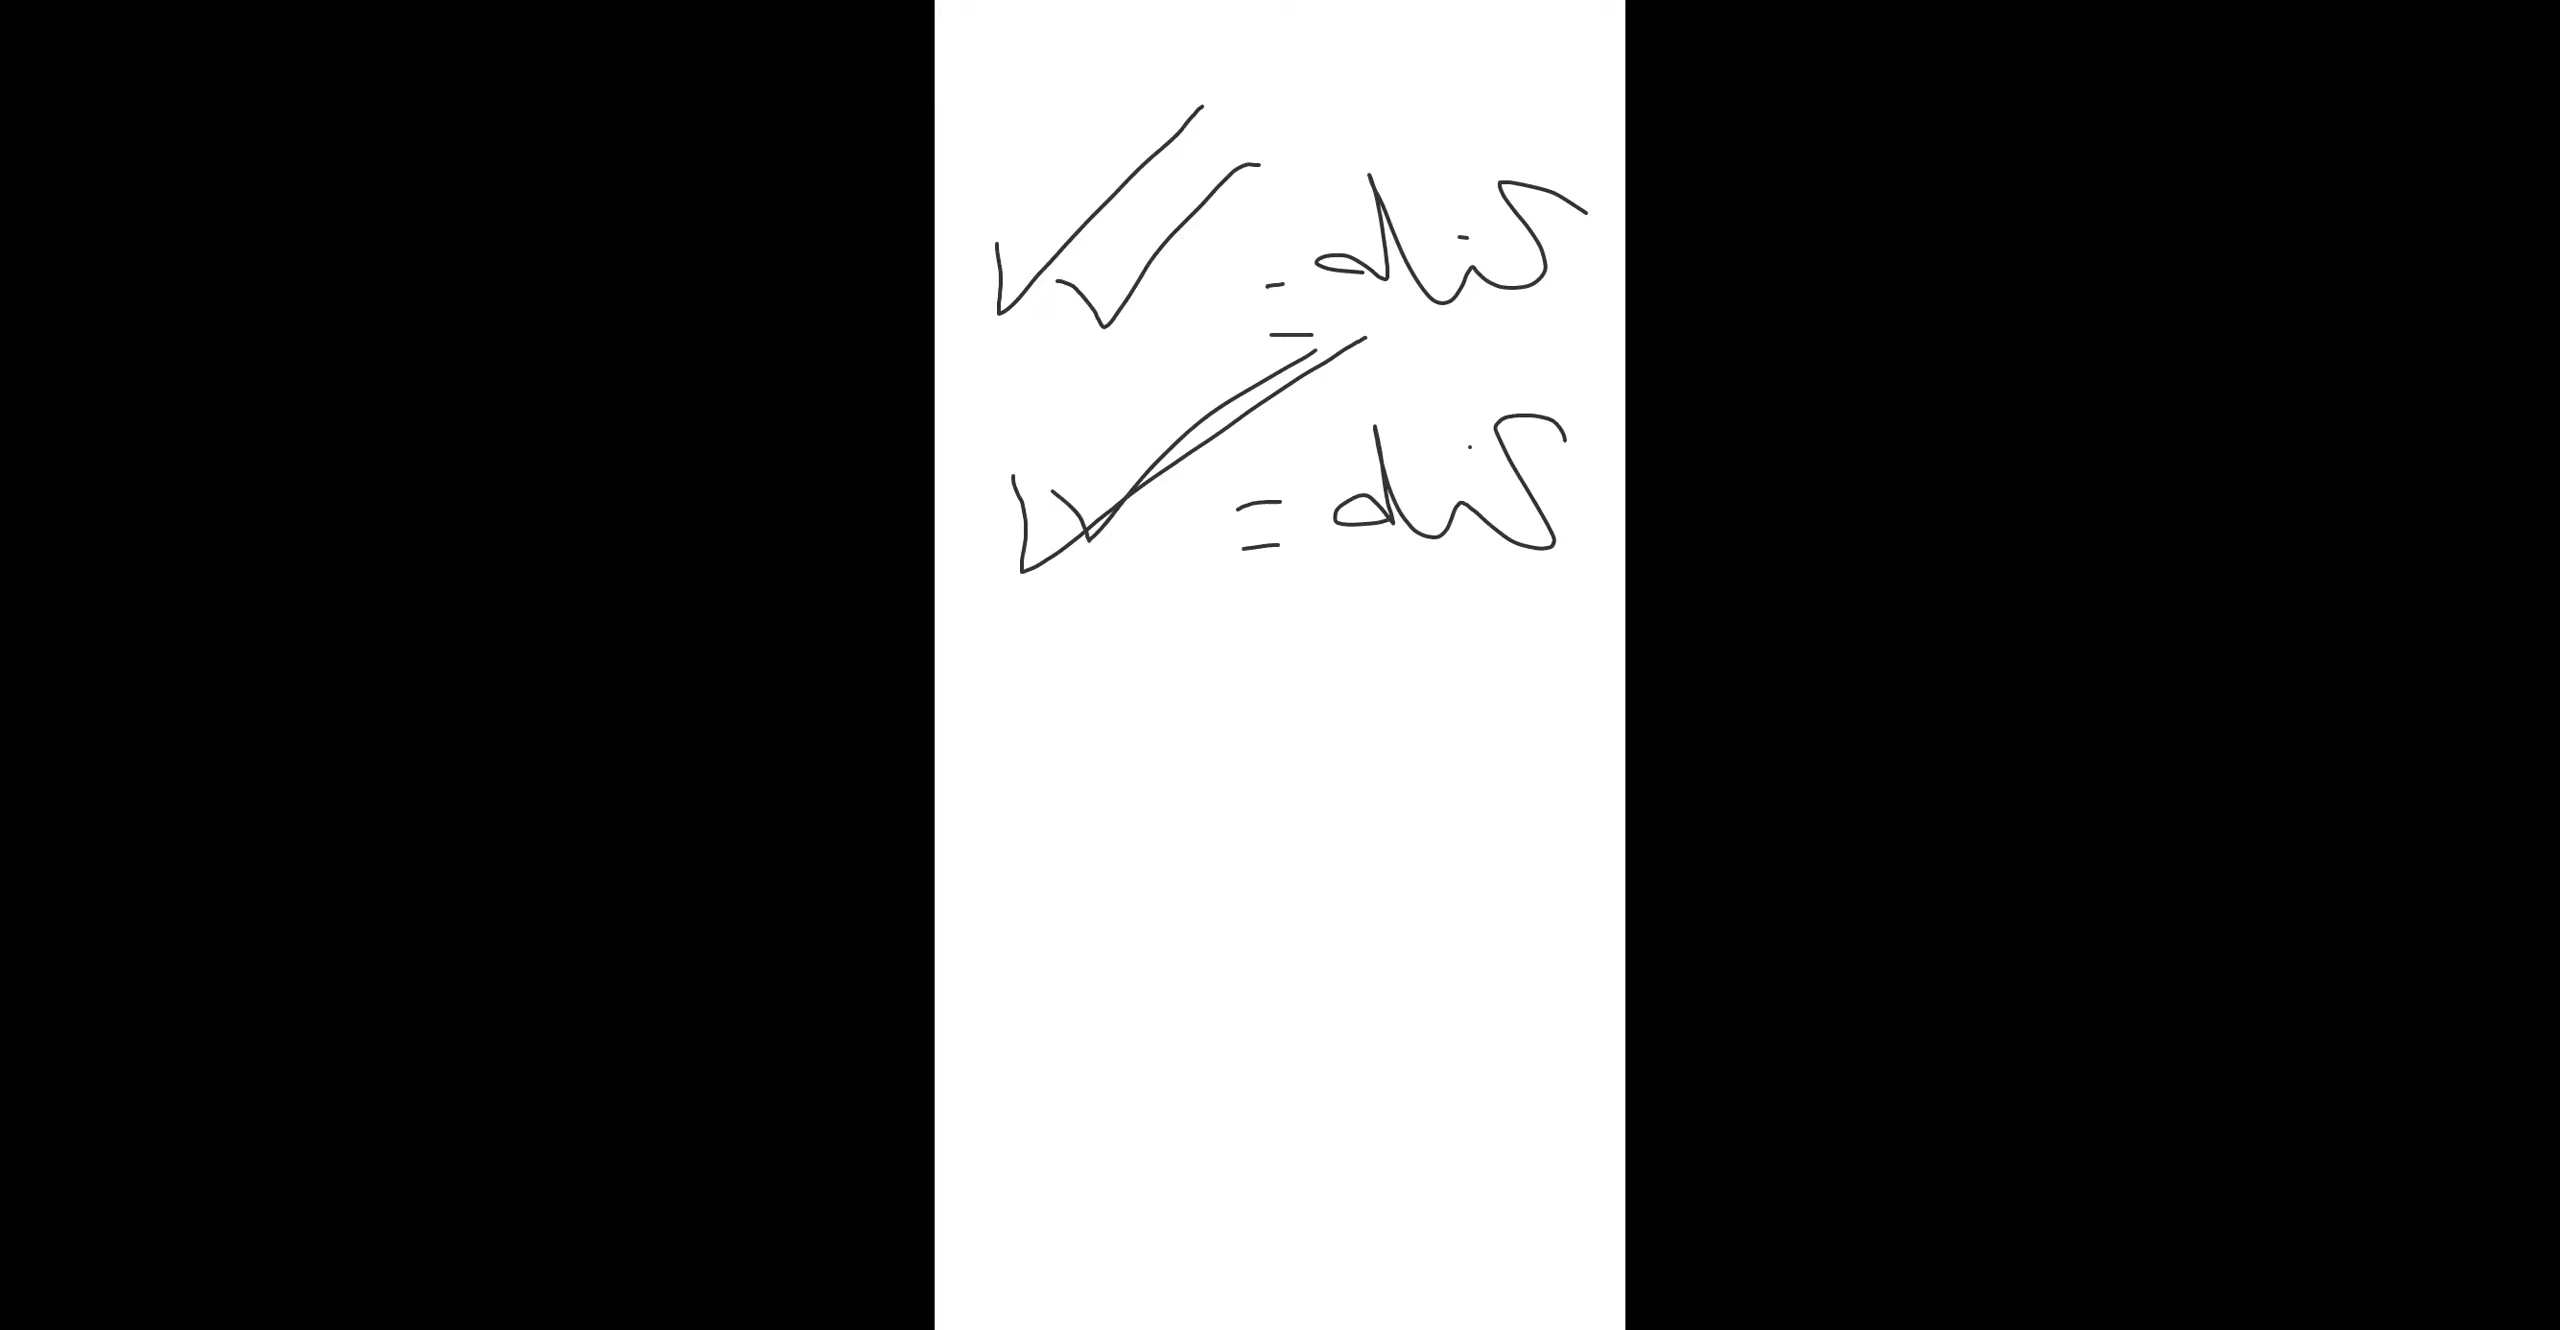 ✓✓ = dis
✓✓ = dis